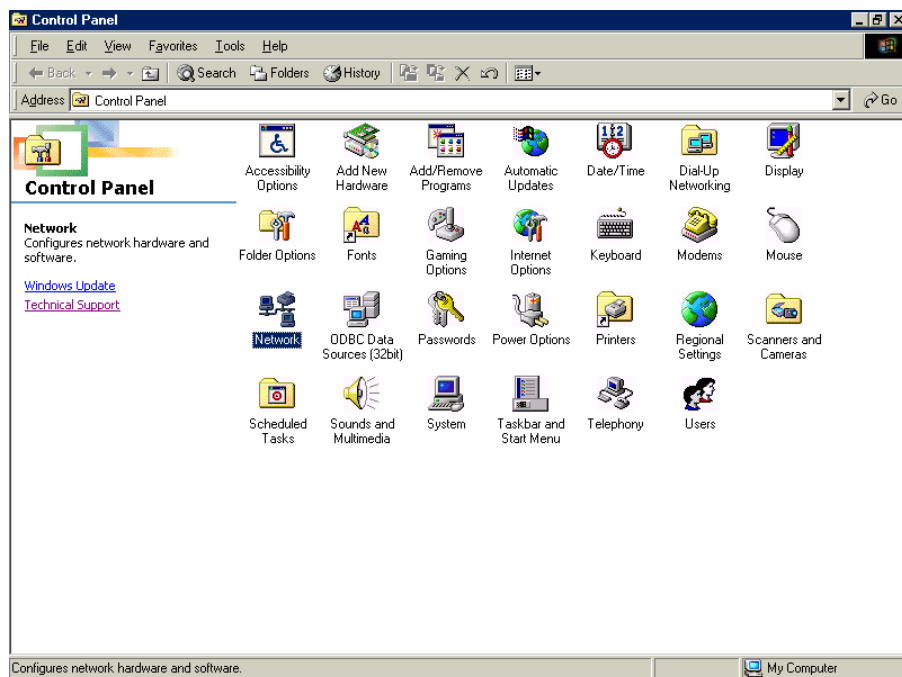 Control Panel
File Edit View Favorites Tools Help
Back Search Folders History
Address Control Panel Go
Control Panel
Network
Configures network hardware and
software.
Windows Update
Technical Support
Accessibility
Options
Add New
Hardware
Add/Remove
Programs
Automatic
Updates
Date/Time
Dial-Up
Networking
Display
Folder Options
Fonts
Gaming
Options
Internet
Options
Keyboard
Modems
Mouse
Network
ODBC Data
Sources (32bit)
Passwords
Power Options
Printers
Regional
Settings
Scanners and
Cameras
Scheduled
Tasks
Sounds and
Multimedia
System
Taskbar and
Start Menu
Telephony
Users
Configures network hardware and software. My Computer